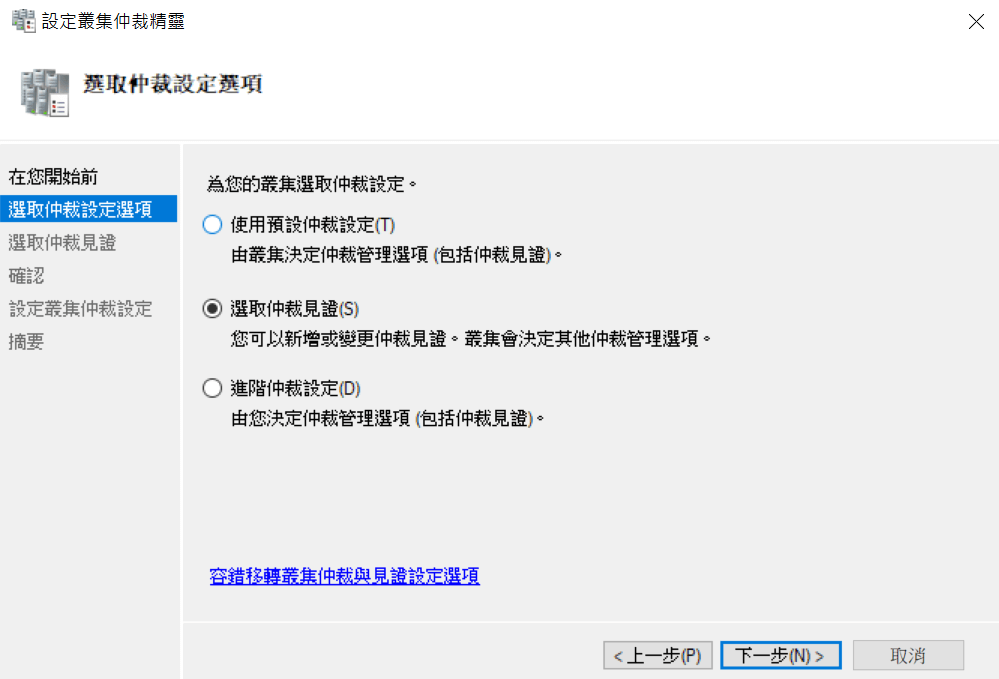 設定叢集仲裁精靈
選取仲裁設定選項
在您開始前
選取仲裁設定選項
選取仲裁見證
確認
設定叢集仲裁設定
摘要
為您的叢集選取仲裁設定。
使用預設仲裁設定(T)
由叢集決定仲裁管理選項 (包括仲裁見證)。
選取仲裁見證(S)
您可以新增或變更仲裁見證。叢集會決定其他仲裁管理選項。
進階仲裁設定(D)
由您決定仲裁管理選項 (包括仲裁見證)。
容錯移轉叢集仲裁與見證設定選項
< 上一步(P)
下一步(N) >
取消